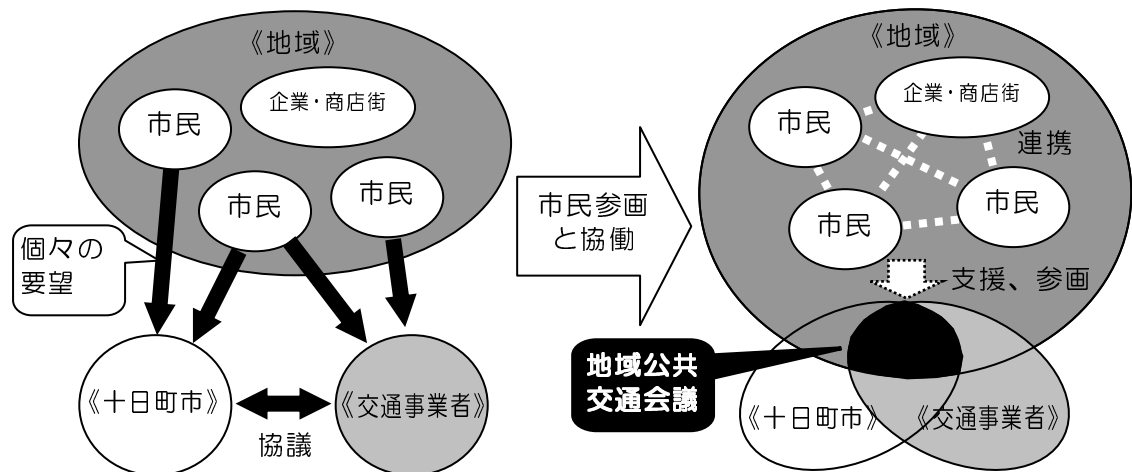 《地域》
企業・商店街
市民
市民
市民
個々の
要望
《十日町市》
協議
《交通事業者》
市民参画
と協働
《地域》
企業・商店街
市民
連携
市民
市民
支援、参画
地域公共
交通会議
《十日町市》
《交通事業者》